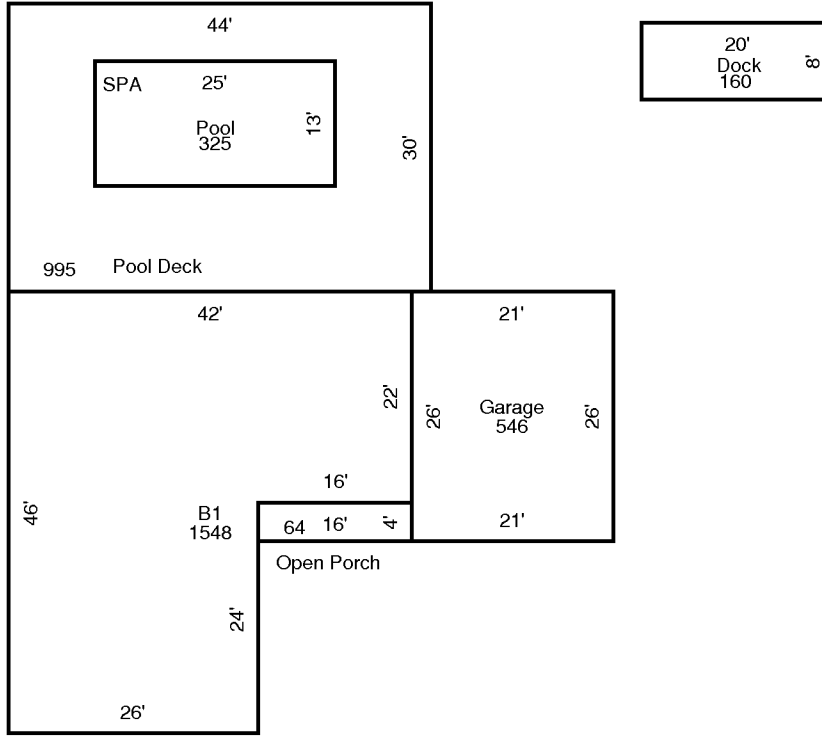 44'
SPA
25'
Pool
325
13'
30'
995 Pool Deck
20'
Dock
160
8'
42'
22'
16'
46'
B1
1548
64 16' 4'
Open Porch
24'
26'
21'
26'
Garage
546
26'
21'